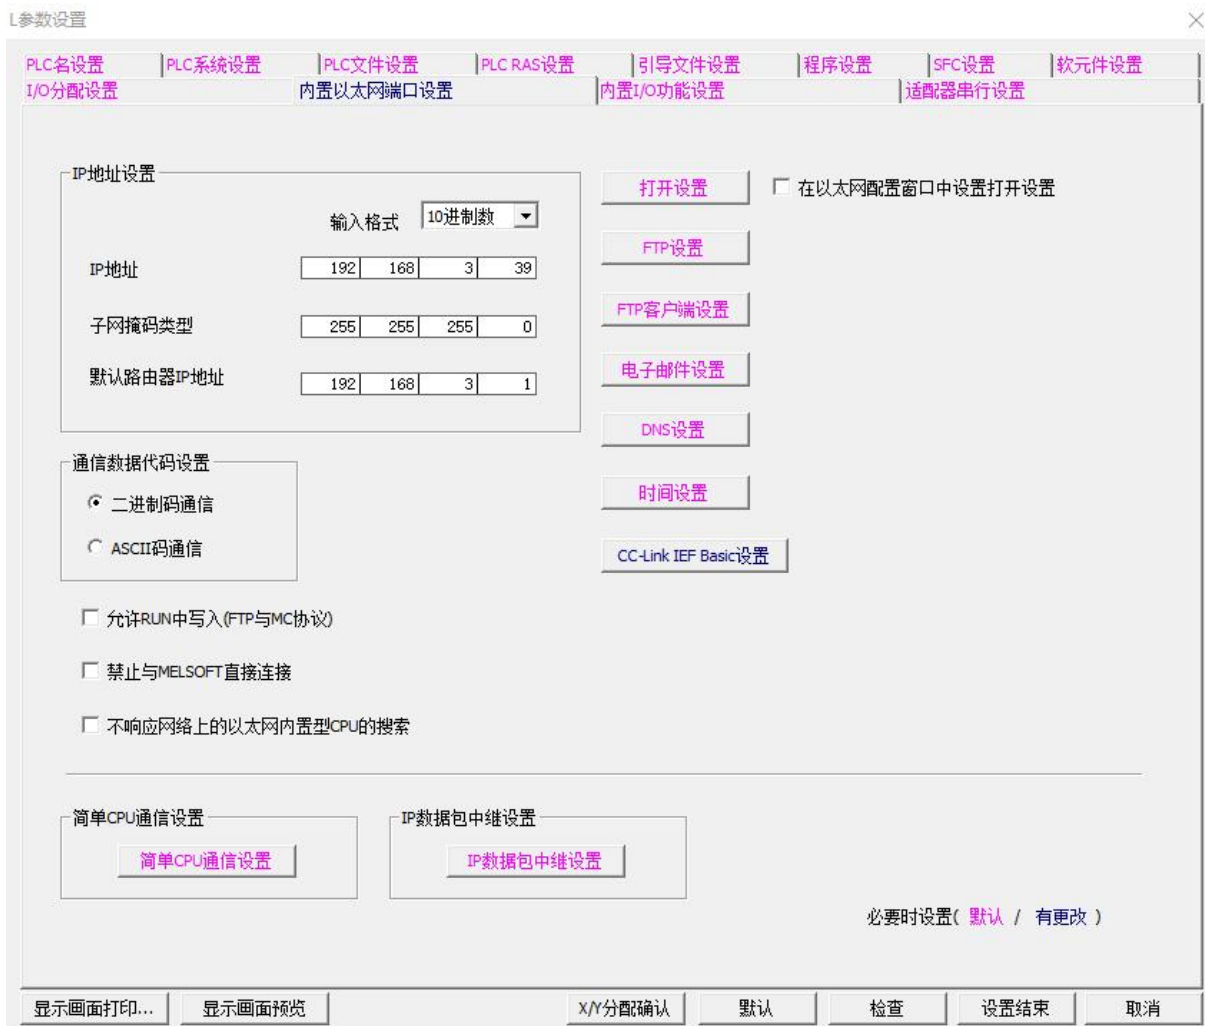 L参数设置
PLC名设置 PLC系统设置 PLC文件设置 PLC RAS设置 引导文件设置 程序设置 SFC设置 软元件设置
I/O分配设置 内置以太网端口设置 内置I/O功能设置 适配器串行设置
IP地址设置
打开设置 在以太网配置窗口中设置打开设置
输入格式 10进制数
FTP设置
IP地址 192 168 3 39
FTP客户端设置
子网掩码类型 255 255 255 0
电子邮件设置
默认路由器IP地址 192 168 3 1
DNS设置
通信数据代码设置
时间设置
二进制码通信
ASCII码通信
CC-Link IEF Basic设置
允许RUN中写入(FTP与MC协议)
禁止与MELSOFT直接连接
不响应网络上的以太网内置型CPU的搜索
简单CPU通信设置 IP数据包中继设置
简单CPU通信设置 IP数据包中继设置
必要时设置( 默认 / 有更改 )
显示画面打印... 显示画面预览 X/Y分配确认 默认 检查 设置结束 取消